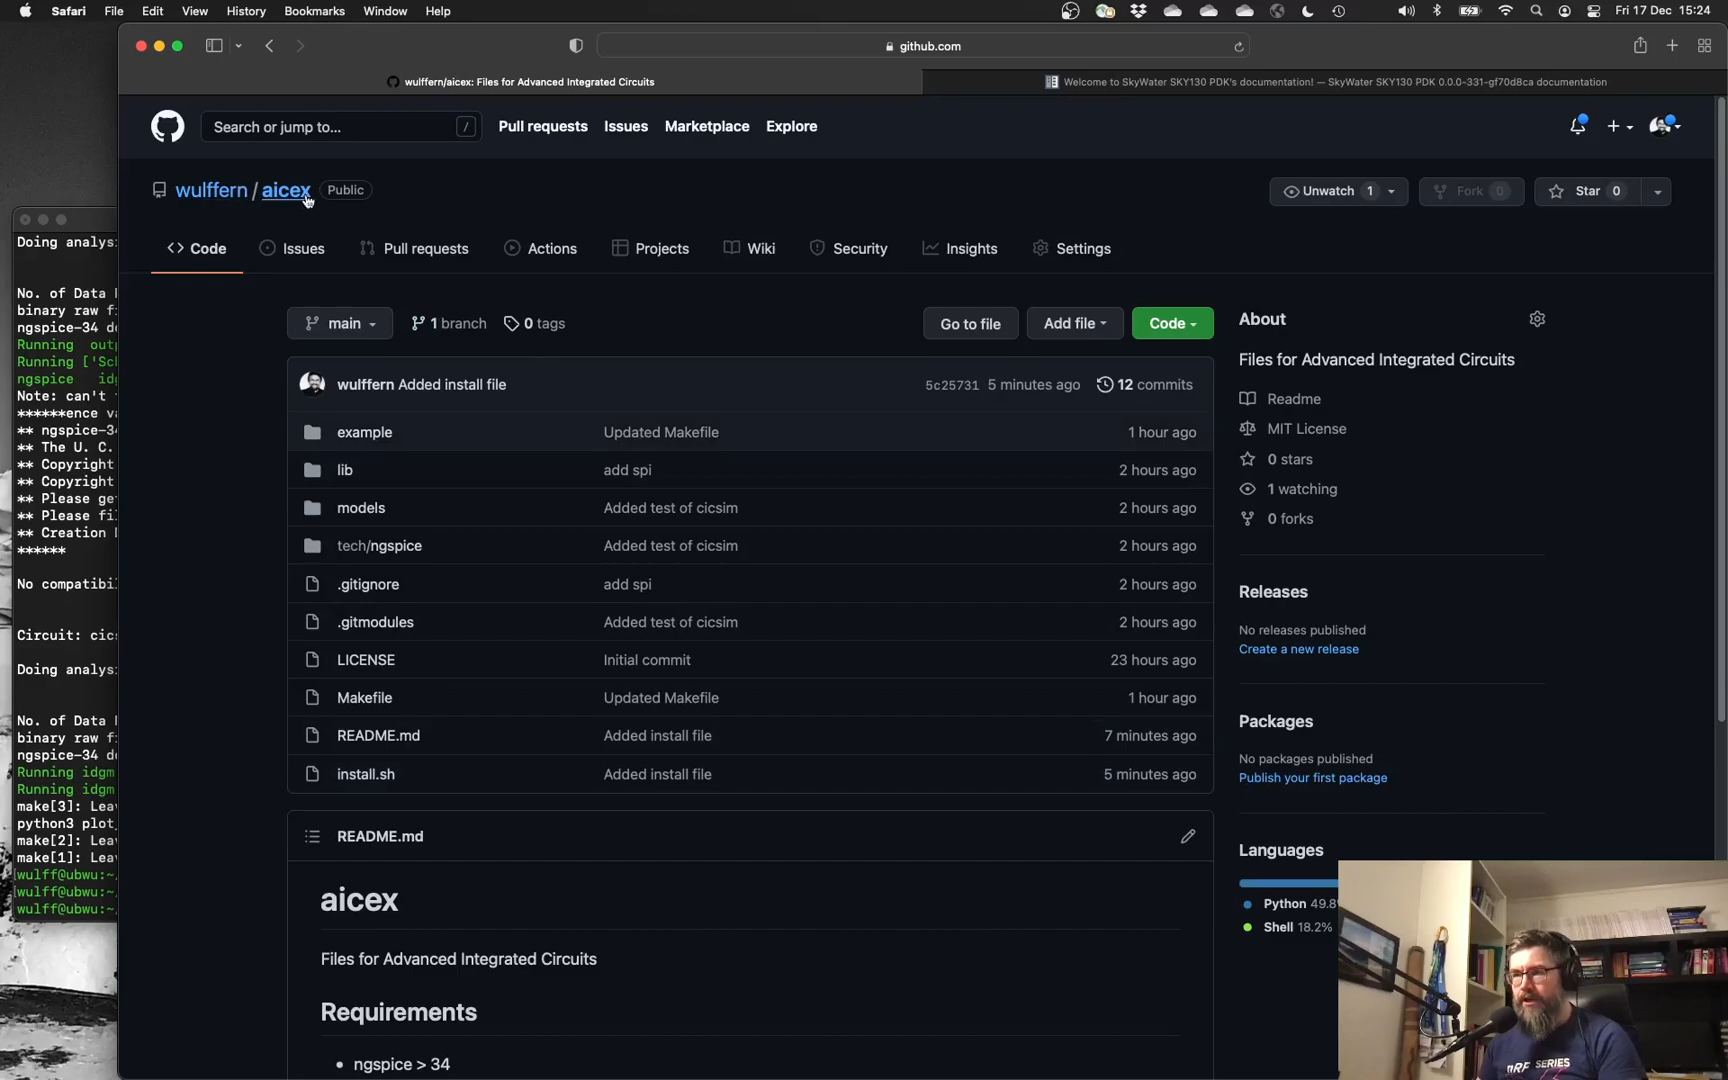 Safari File Edit View History Bookmarks Window Help Fri 17 Dec 15:24
github.com
wulffern/aicex: Files for Advanced Integrated Circuits
Welcome to SkyWater SKY130 PDK's documentation! — SkyWater SKY130 PDK 0.0.0-331-gf70d8ca documentation
Search or jump to... / Pull requests Issues Marketplace Explore
wulffern / aicex Public
Unwatch 1 Fork 0 Star 0
Code Issues Pull requests Actions Projects Wiki Security Insights Settings
main 1 branch 0 tags Go to file Add file Code
wulffern Added install file 5c25731 5 minutes ago 12 commits
example Updated Makefile 1 hour ago
lib add spi 2 hours ago
models Added test of cicsim 2 hours ago
tech/ngspice Added test of cicsim 2 hours ago
.gitignore add spi 2 hours ago
.gitmodules Added test of cicsim 2 hours ago
LICENSE Initial commit 23 hours ago
Makefile Updated Makefile 1 hour ago
README.md Added install file 7 minutes ago
install.sh Added install file 5 minutes ago
README.md
aicex
Files for Advanced Integrated Circuits
Requirements
• ngspice > 34
About
Files for Advanced Integrated Circuits
Readme
MIT License
0 stars
1 watching
0 forks
Releases
No releases published
Create a new release
Packages
No packages published
Publish your first package
Languages
Python 49.8
Shell 18.2%
Doing analys
No. of Data
binary raw f
ngspice-34 d
Running out
Running ['Sc
ngspice id
Note: can't
******ence v
** ngspice-3
** The U. C.
** Copyright
** Copyright
** Please ge
** Please fi
** Creation
******
No compatibi
Circuit: cic
Doing analys
No. of Data
binary raw f
ngspice-34 d
Running idgm
Running idgm
make[3]: Lea
python3 plot_
make[2]: Lea
make[1]: Lea
wulff@ubwu:~
wulff@ubwu:~
wulff@ubwu:~
SERIES